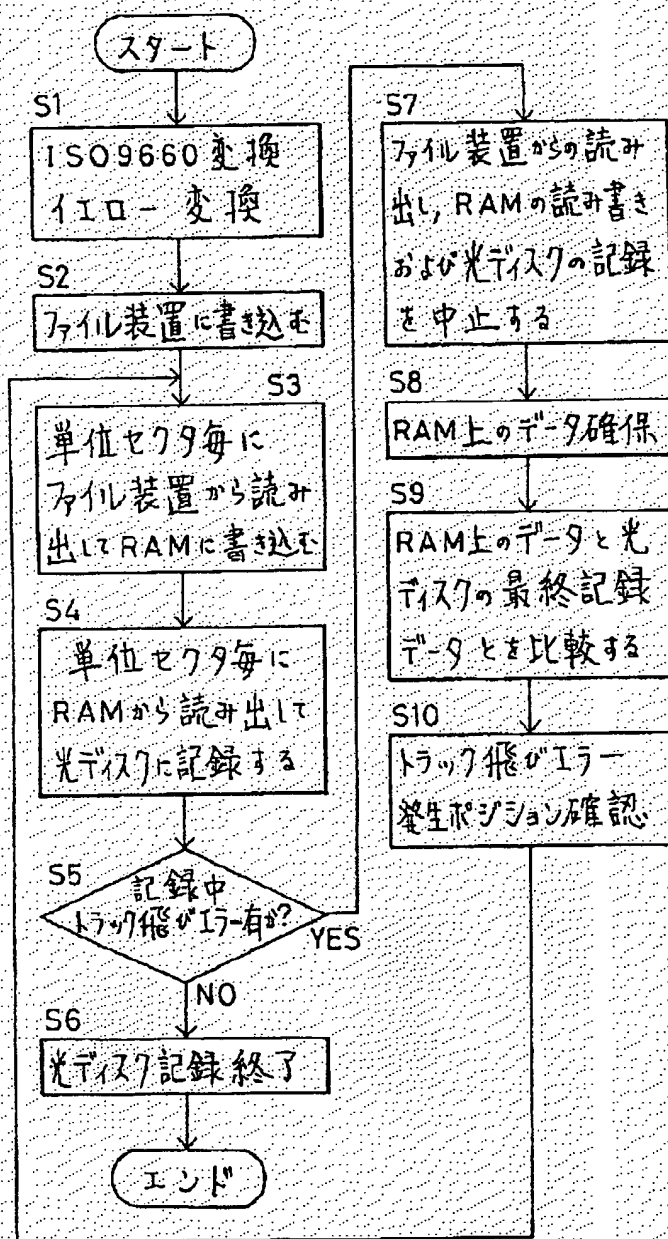 スタート
S1
ISO9660変換
イエロー変換
S2
ファイル装置に書き込む
S3
単位セクタ毎に
ファイル装置から読み
出してRAMに書き込む
S4
単位セクタ毎に
RAMから読み出して
光ディスクに記録する
S5
記録中
トラック飛びエラー有か?
YES
NO
S6
光ディスク記録終了
エンド
S7
ファイル装置からの読み
出し,RAMの読み書き
および光ディスクの記録
を中止する
S8
RAM上のデータ確保
S9
RAM上のデータと光
ディスクの最終記録
データとを比較する
S10
トラック飛びエラー
発生ポジション確認